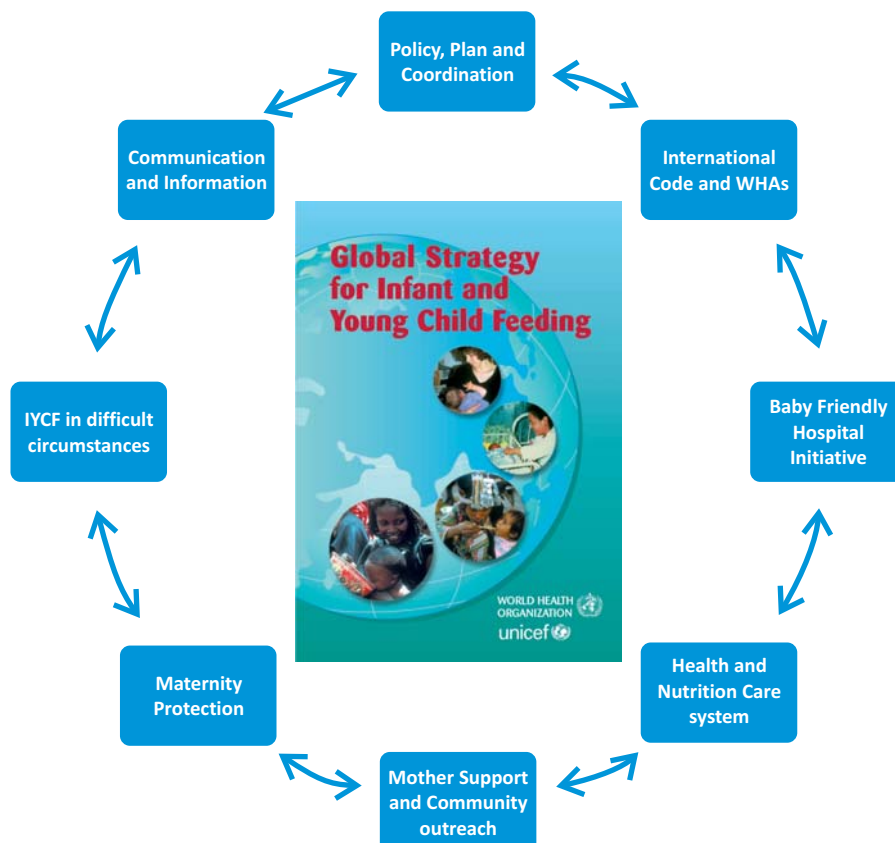 Policy, Plan and
Coordination
Communication
and Information
International
Code and WHAs
Global Strategy
for Infant and
Young Child Feeding
IYCF in difficult
circumstances
Baby Friendly
Hospital
Initiative
WORLD HEALTH
ORGANIZATION
unicef
Maternity
Protection
Health and
Nutrition Care
system
Mother Support
and Community
outreach